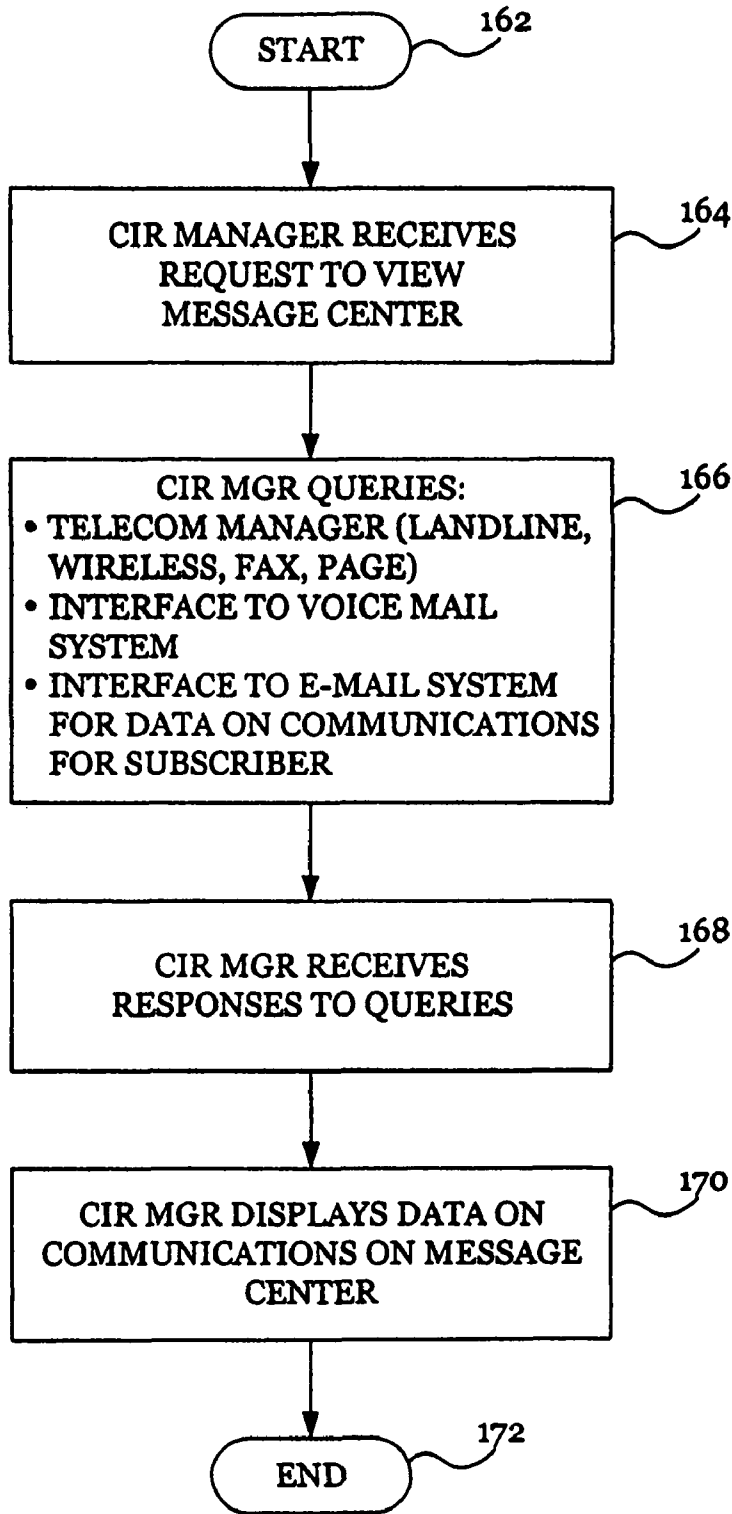 START
162
CIR MANAGER RECEIVES
REQUEST TO VIEW
MESSAGE CENTER
164
CIR MGR QUERIES:
• TELECOM MANAGER (LANDLINE,
WIRELESS, FAX, PAGE)
• INTERFACE TO VOICE MAIL
SYSTEM
• INTERFACE TO E-MAIL SYSTEM
FOR DATA ON COMMUNICATIONS
FOR SUBSCRIBER
166
CIR MGR RECEIVES
RESPONSES TO QUERIES
168
CIR MGR DISPLAYS DATA ON
COMMUNICATIONS ON MESSAGE
CENTER
170
END
172